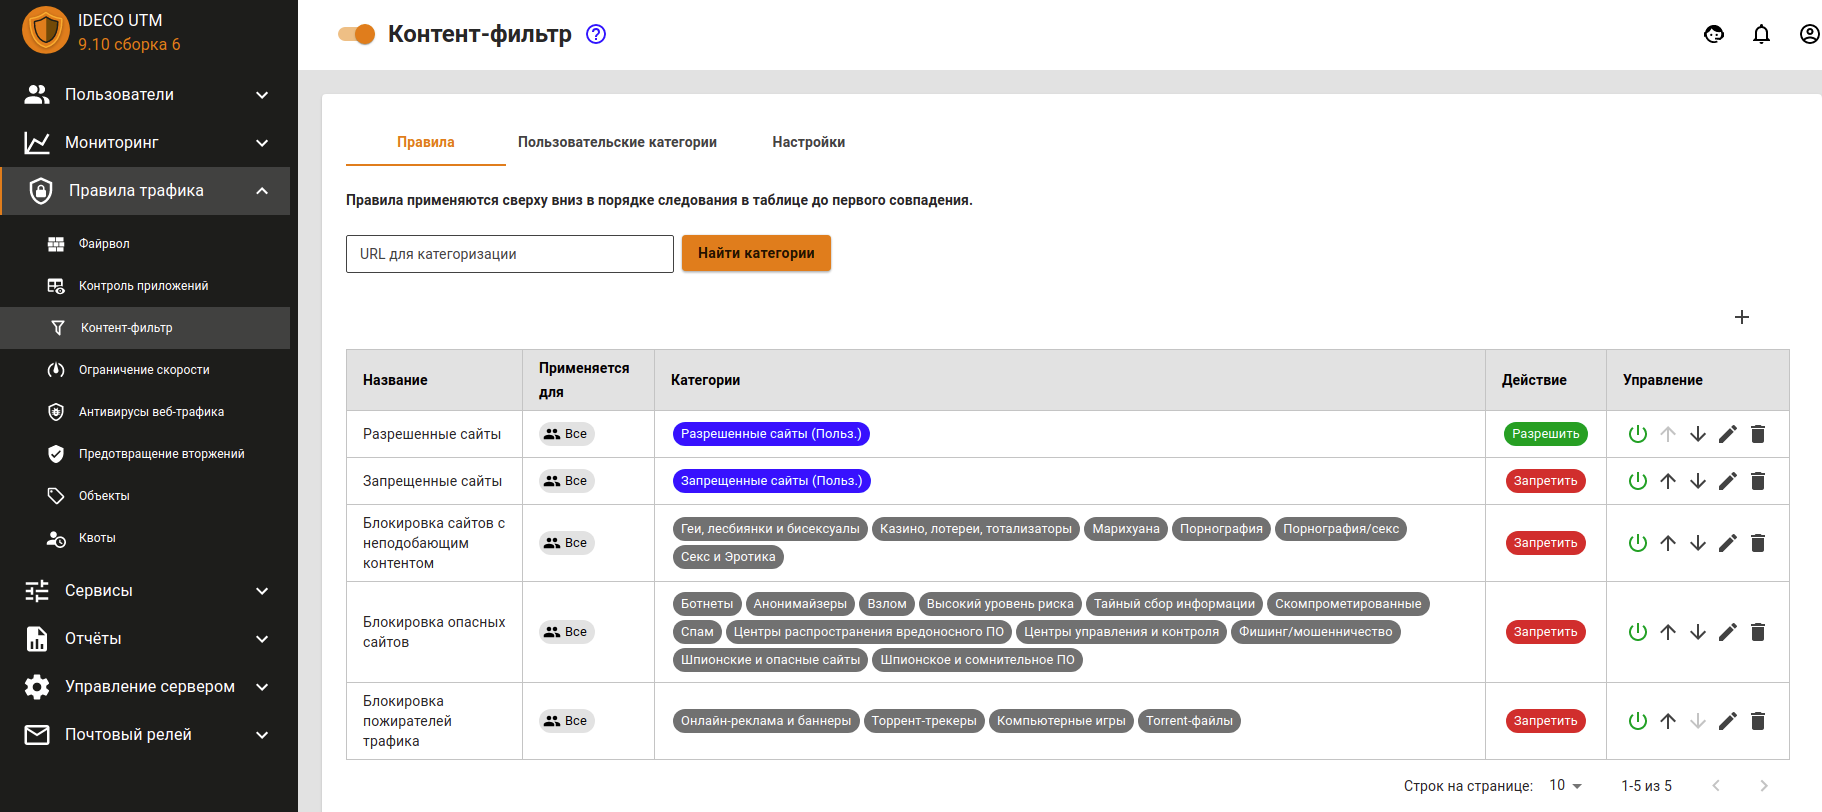 IDECO UTM
9.10 сборка 6
Пользователи
Мониторинг
Правила трафика
Файрвол
Контроль приложений
Контент-фильтр
Ограничение скорости
Антивирусы веб-трафика
Предотвращение вторжений
Объекты
Квоты
Сервисы
Отчёты
Управление сервером
Почтовый релей
Контент-фильтр
Правила Пользовательские категории Настройки
Правила применяются сверху вниз в порядке следования в таблице до первого совпадения.
URL для категоризации Найти категории
Название Применяется для Категории Действие Управление
Разрешенные сайты Все Разрешенные сайты (Польз.) Разрешить
Запрещенные сайты Все Запрещенные сайты (Польз.) Запретить
Блокировка сайтов с
неподобающим
контентом
Все
Геи, лесбиянки и бисексуалы Казино, лотереи, тотализаторы Марихуана Порнография Порнография/секс
Секс и Эротика
Запретить
Блокировка опасных
сайтов
Все
Ботнеты Анонимайзеры Взлом Высокий уровень риска Тайный сбор информации Скомпрометированные
Спам Центры распространения вредоносного ПО Центры управления и контроля Фишинг/мошенничество
Шпионские и опасные сайты Шпионское и сомнительное ПО
Запретить
Блокировка
пожирателей
трафика
Все
Онлайн-реклама и баннеры Торрент-трекеры Компьютерные игры Torrent-файлы
Запретить
Строк на странице: 10 1-5 из 5